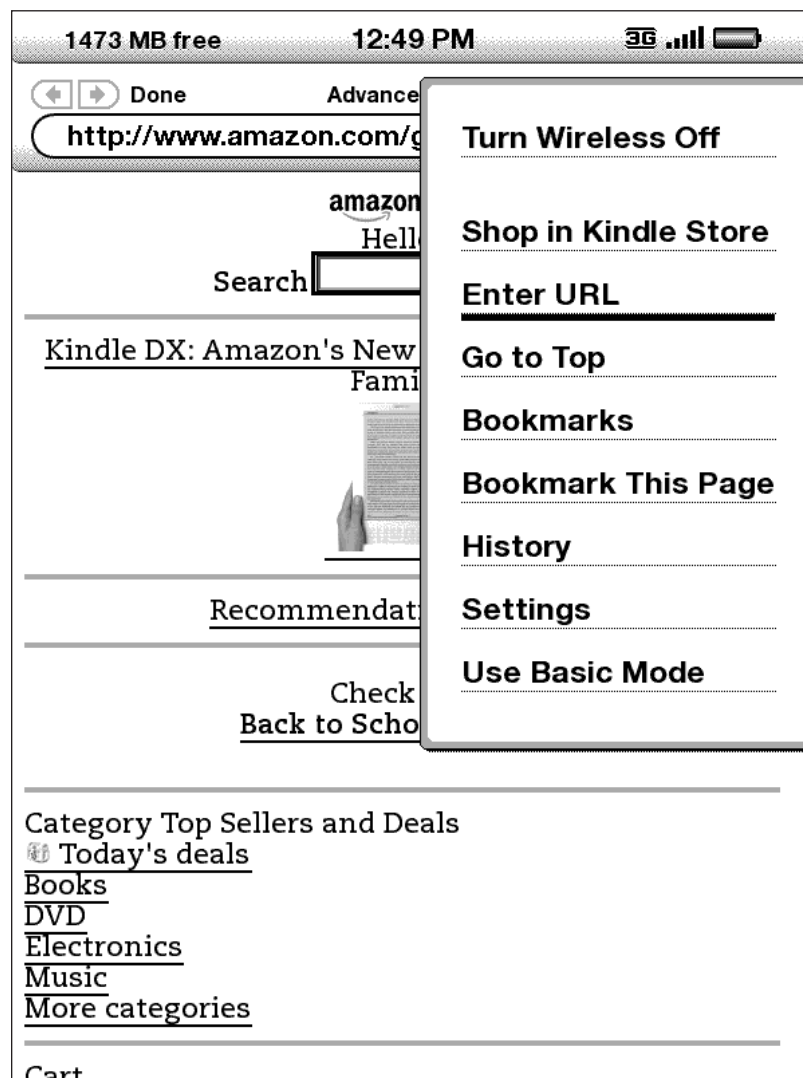 1473 MB free 12:49 PM 3G
Done Advance
http://www.amazon.com/g
Turn Wireless Off
Shop in Kindle Store
Enter URL
Go to Top
Bookmarks
Bookmark This Page
History
Settings
Use Basic Mode
amazon
Hell
Search
Kindle DX: Amazon's New
Fami
Recommendat
Check
Back to Scho
Category Top Sellers and Deals
Today's deals
Books
DVD
Electronics
Music
More categories
Cart